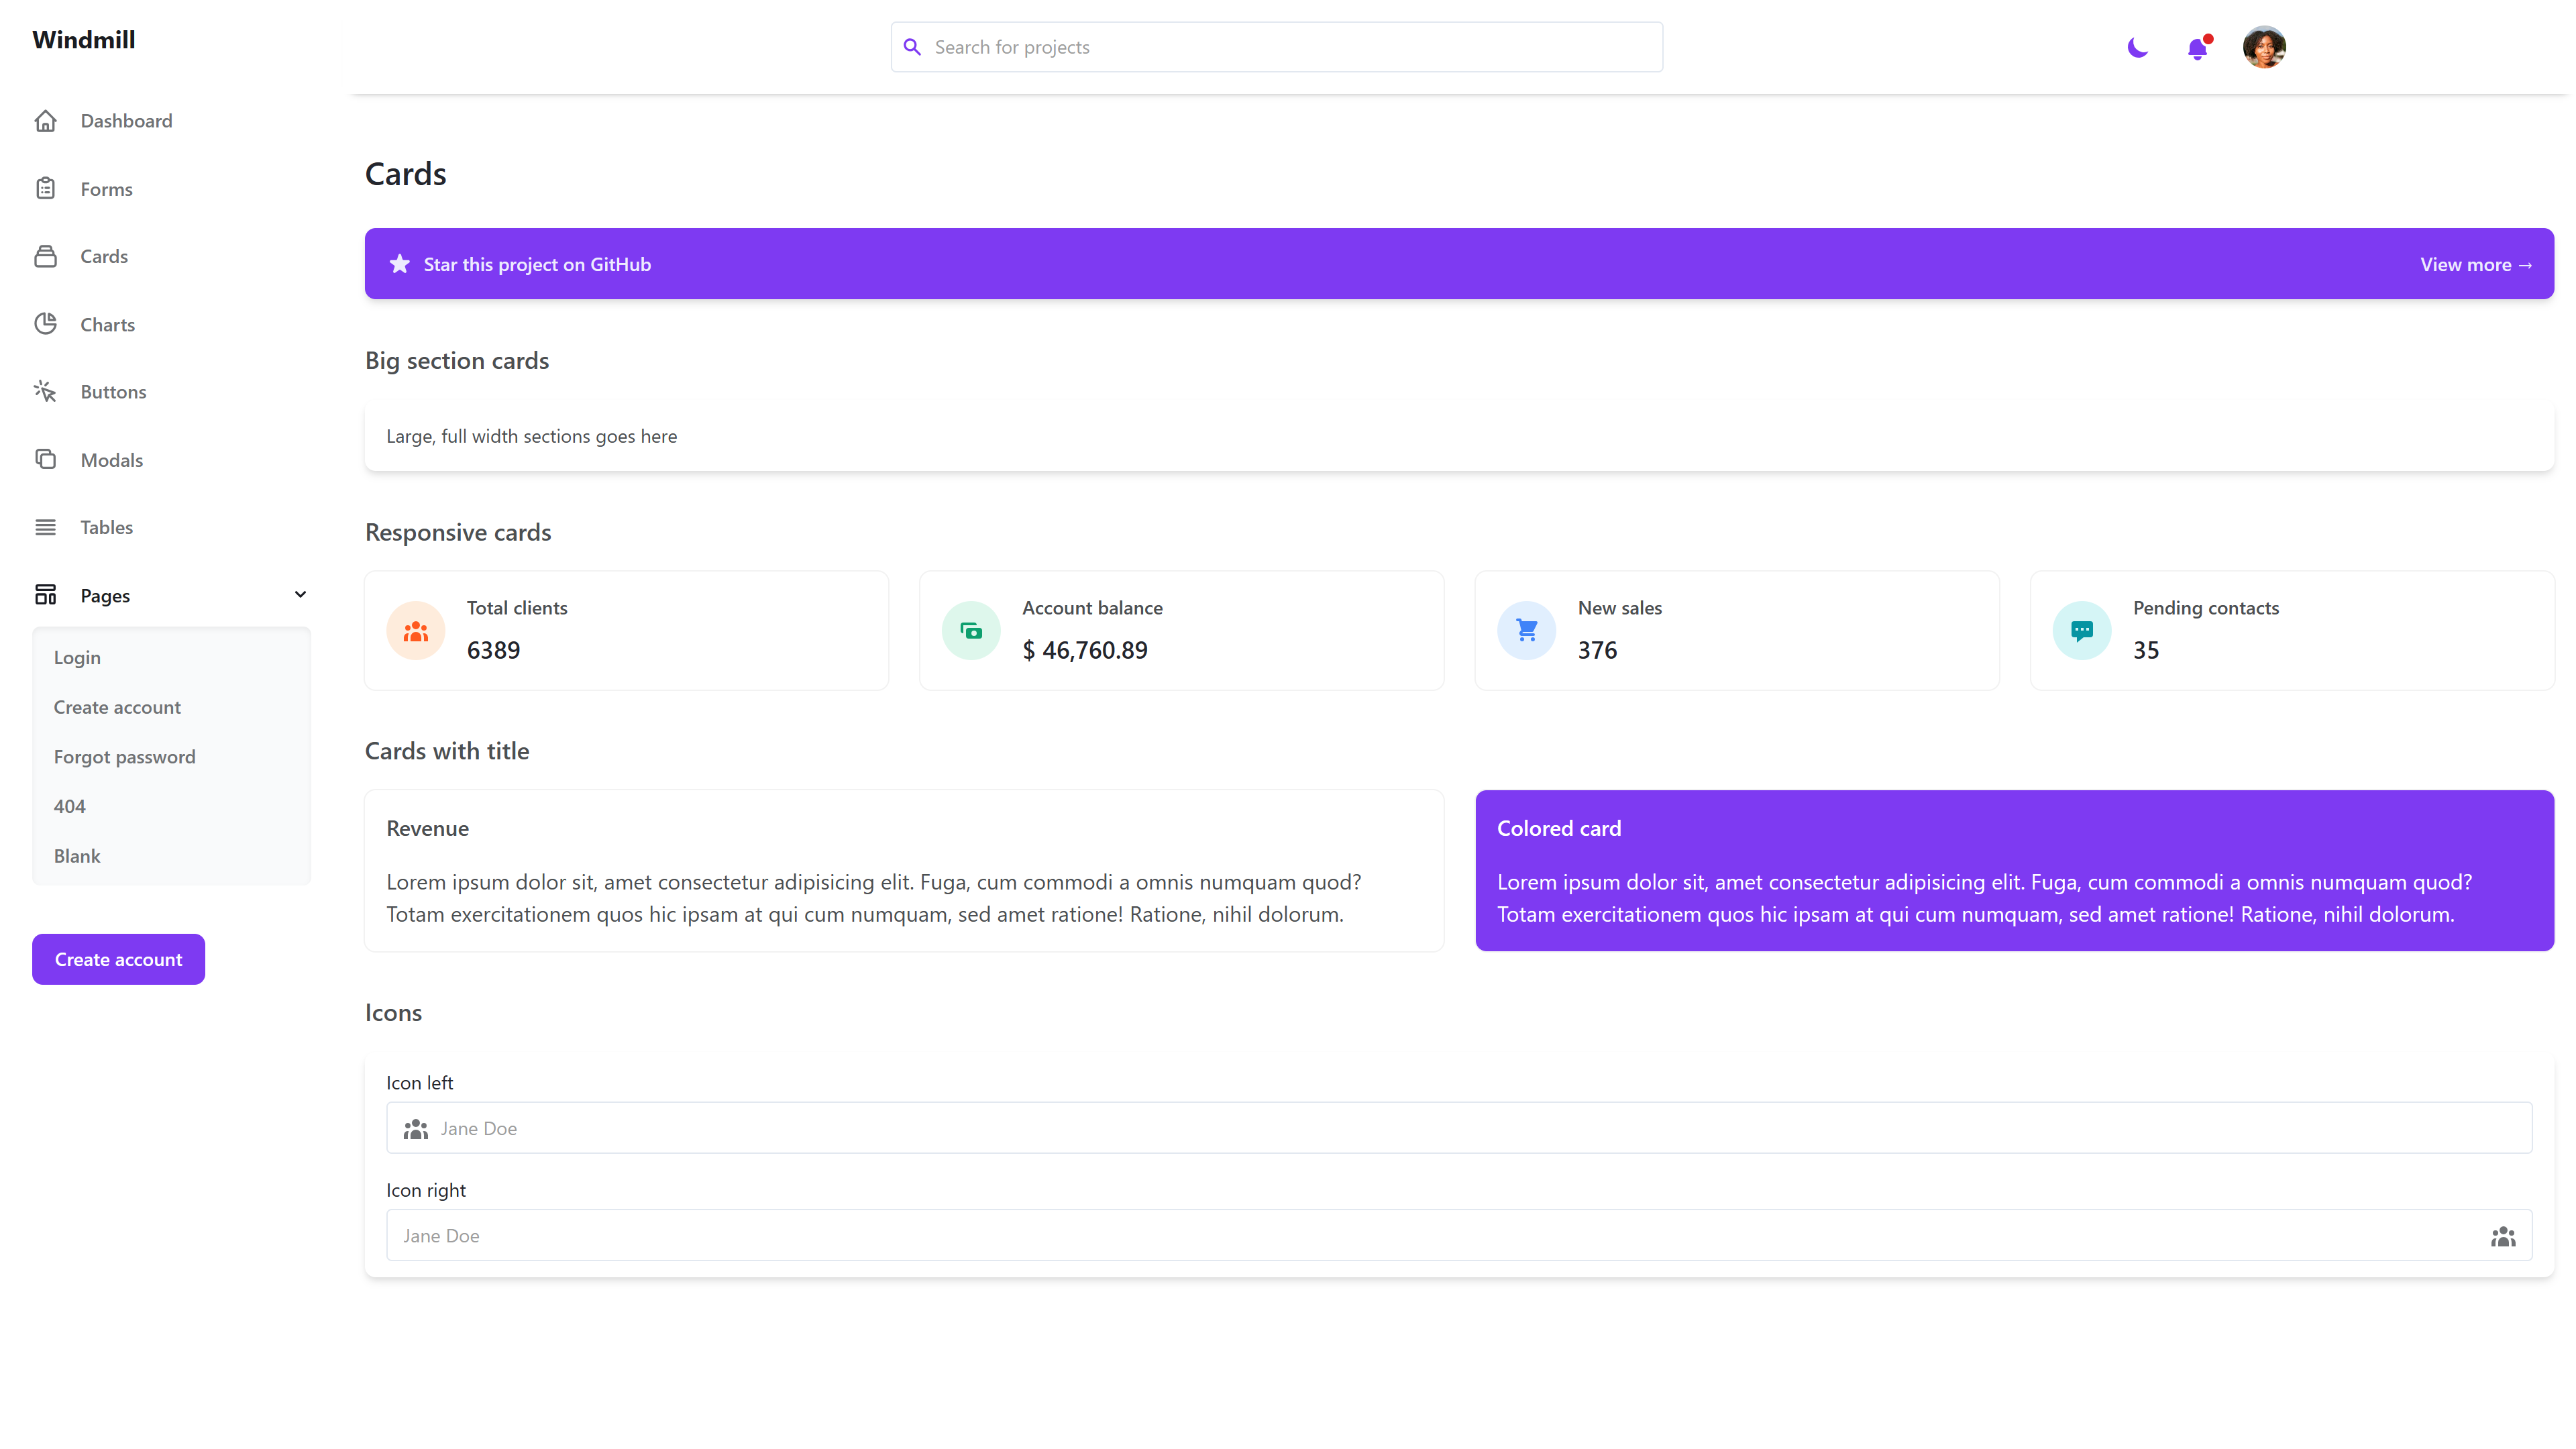 Windmill
Search for projects
Dashboard
Forms
Cards
Charts
Buttons
Modals
Tables
Pages
Login
Create account
Forgot password
404
Blank
Create account
Cards
Star this project on GitHub
View more →
Big section cards
Large, full width sections goes here
Responsive cards
Total clients
6389
Account balance
$ 46,760.89
New sales
376
Pending contacts
35
Cards with title
Revenue
Lorem ipsum dolor sit, amet consectetur adipisicing elit. Fuga, cum commodi a omnis numquam quod?
Totam exercitationem quos hic ipsam at qui cum numquam, sed amet ratione! Ratione, nihil dolorum.
Colored card
Lorem ipsum dolor sit, amet consectetur adipisicing elit. Fuga, cum commodi a omnis numquam quod?
Totam exercitationem quos hic ipsam at qui cum numquam, sed amet ratione! Ratione, nihil dolorum.
Icons
Icon left
Jane Doe
Icon right
Jane Doe